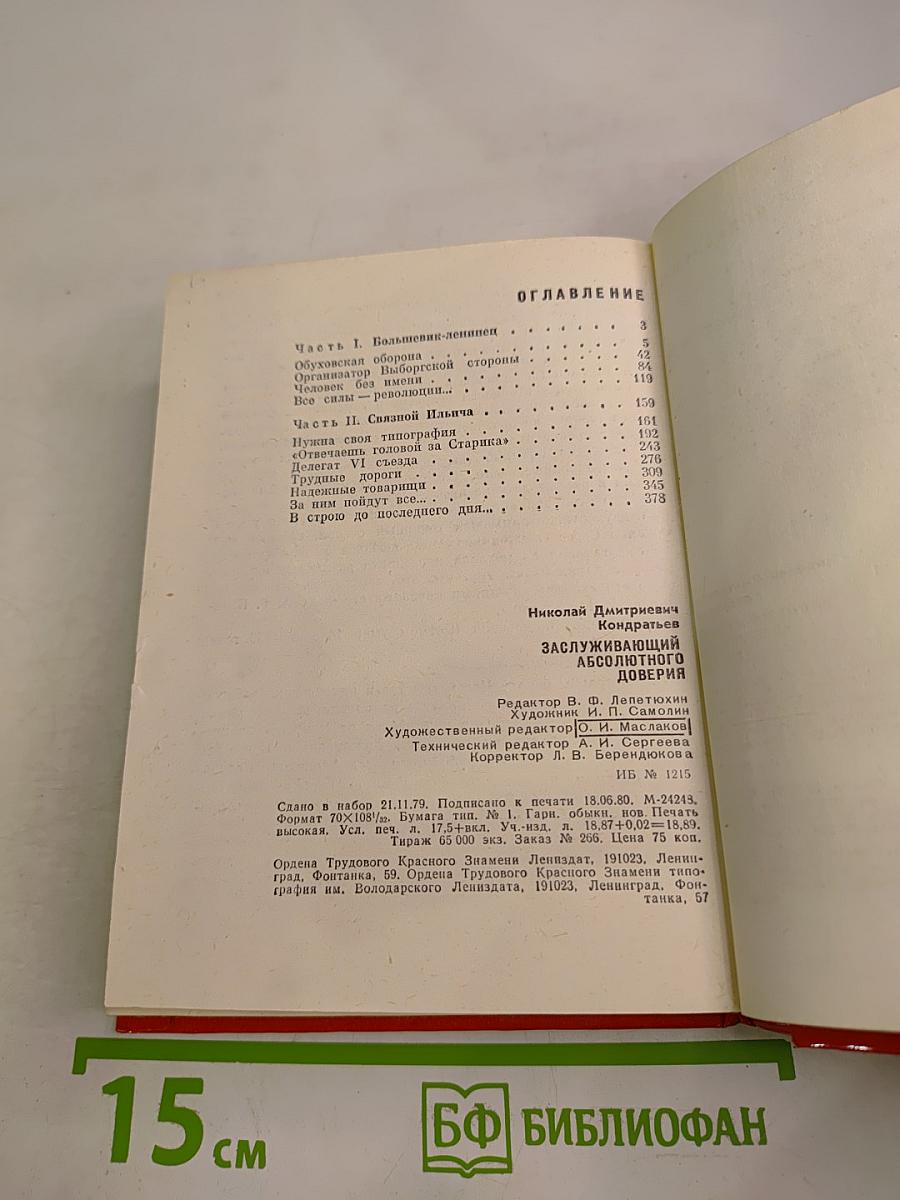 ОГЛАВЛЕНИЕ
Часть I. Большевик-ленинец . . . . . . . 3
Обуховская оборона . . . . . . . . . . . 5
Организатор Выборгской стороны . . . . . 42
Человек без имени . . . . . . . . . . . 84
Все силы — революции... . . . . . . . . 119
Часть II. Связной Ильича . . . . . . . . 159
Нужна своя типография . . . . . . . . . 161
«Отвечаешь головой за Старика» . . . . . 192
Делегат VI съезда . . . . . . . . . . . 243
Трудные дороги . . . . . . . . . . . . 276
Надежные товарищи . . . . . . . . . . . 309
За ним пойдут все... . . . . . . . . . . 345
В строю до последнего дня... . . . . . . 378
Николай Дмитриевич
Кондратьев
ЗАСЛУЖИВАЮЩИЙ
АБСОЛЮТНОГО
ДОВЕРИЯ
Редактор В. Ф. Лепетюхин
Художник И. П. Самолин
Художественный редактор О. И. Маслаков
Технический редактор А. И. Сергеева
Корректор Л. В. Берендюкова
ИБ № 1215
Сдано в набор 21.11.79. Подписано к печати 18.06.80. М-24243.
Формат 70×108¹/₃₂. Бумага тип. № 1. Гарн. обыкн. нов. Печать
высокая. Усл. печ. л. 17,5+вкл. Уч.-изд. л. 18,87+0,02=18,89.
Тираж 65 000 экз. Заказ № 266. Цена 75 коп.
Ордена Трудового Красного Знамени Лениздат, 191023, Ленин-
град, Фонтанка, 59. Ордена Трудового Красного Знамени типо-
графия им. Володарского Лениздата, 191023, Ленинград, Фон-
танка, 57
15 см
БФ БИБЛИОФАН